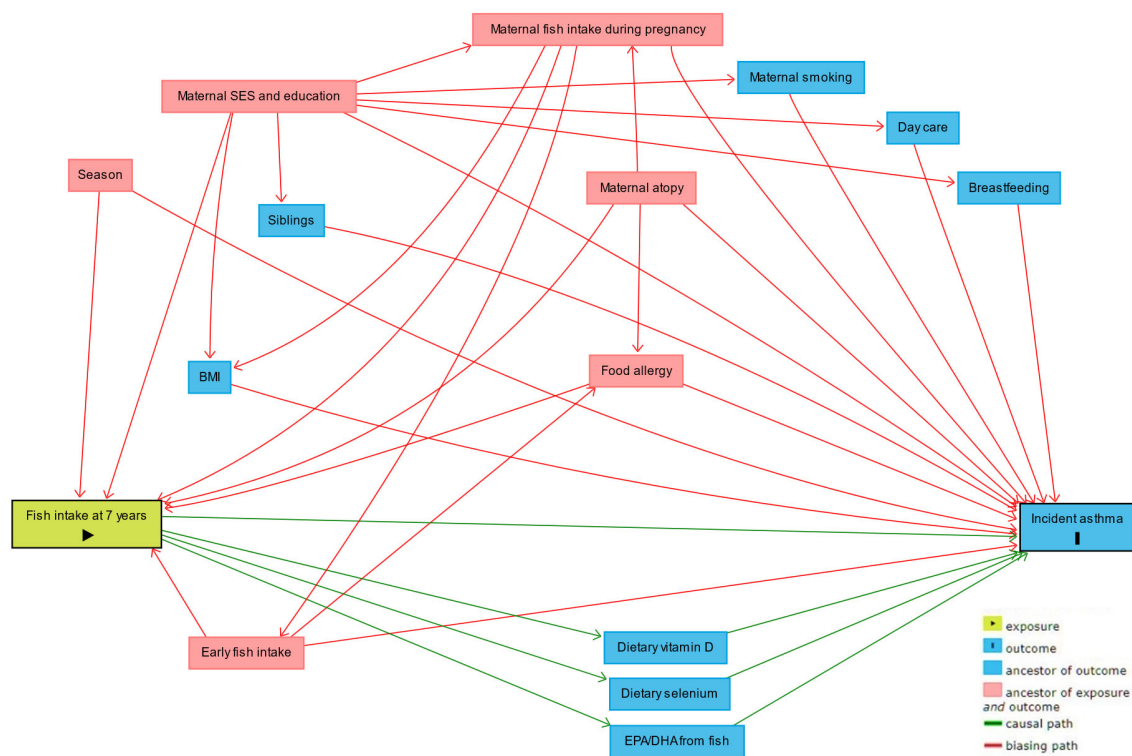 Maternal fish intake during pregnancy
Maternal smoking
Maternal SES and education
Day care
Season
Maternal atopy
Breastfeeding
Siblings
BMI
Food allergy
Fish intake at 7 years
Incident asthma
Early fish intake
Dietary vitamin D
Dietary selenium
EPA/DHA from fish
exposure
outcome
ancestor of outcome
ancestor of exposure
and outcome
causal path
biasing path